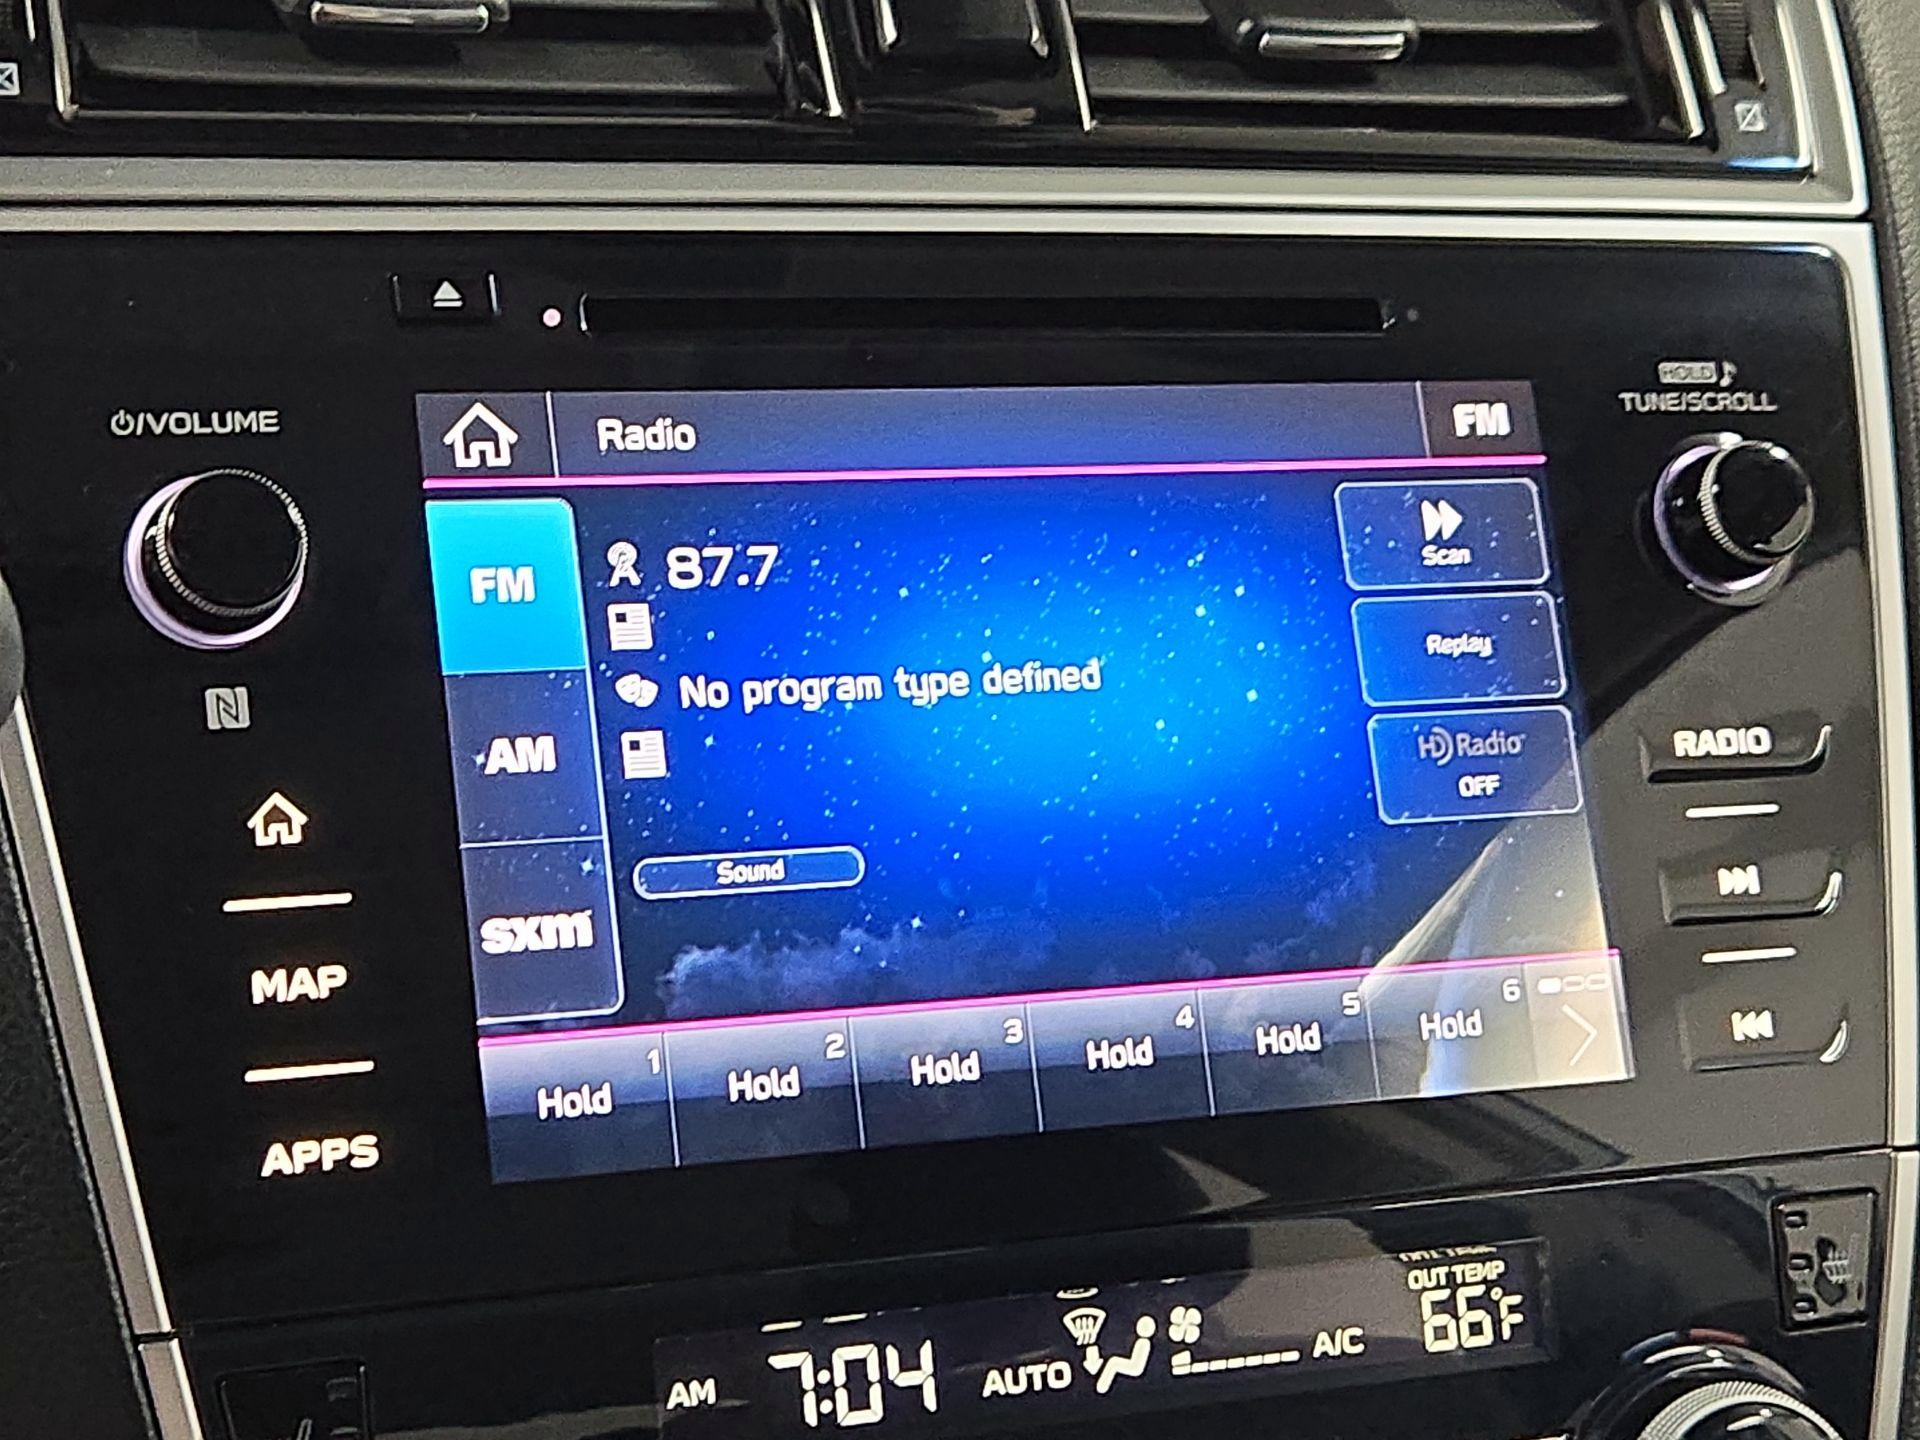 /VOLUME
HOLD
TUNE/SCROLL
Radio
FM
FM
87.7
Scan
Replay
No program type defined
AM
HD Radio
OFF
RADIO
Sound
sxm
MAP
APPS
1
Hold
2
Hold
3
Hold
4
Hold
5
Hold
6
Hold
AM 7:04
AUTO
A/C
OUT TEMP
66°F